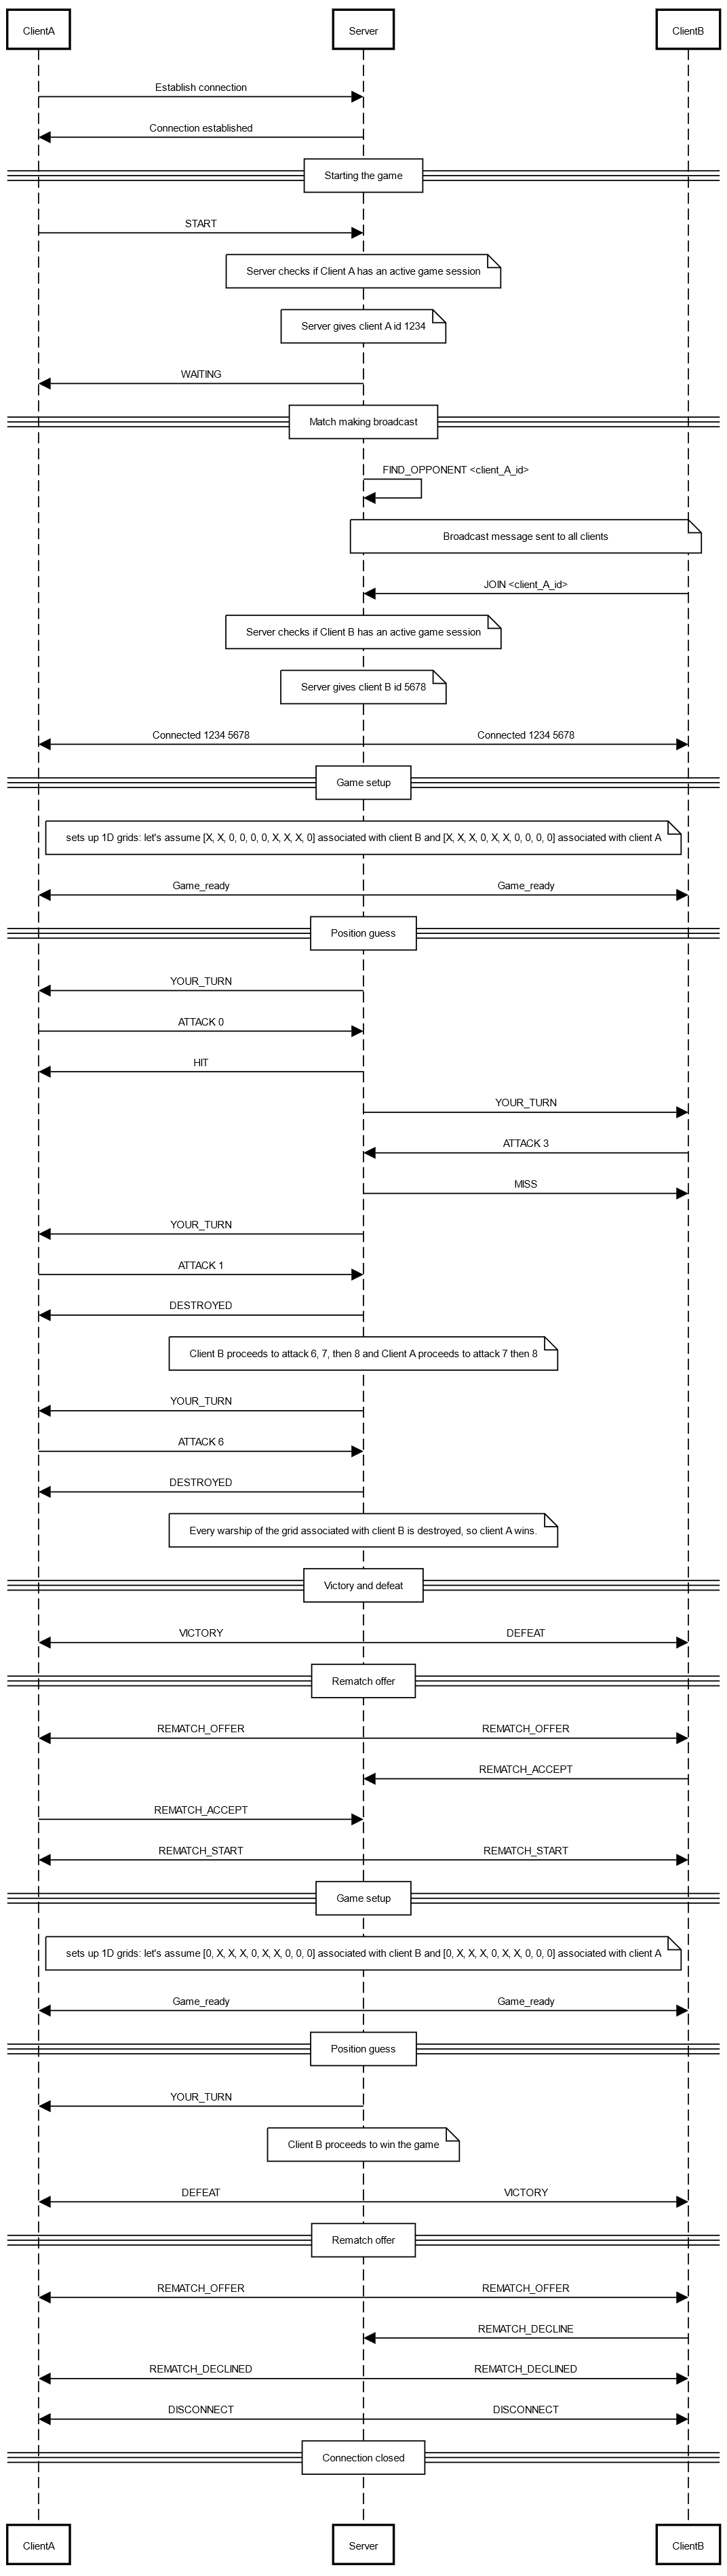 ClientA
Server
ClientB
Establish connection
Connection established
Starting the game
START
Server checks if Client A has an active game session
Server gives client A id 1234
WAITING
Match making broadcast
FIND_OPPONENT <client_A_id>
Broadcast message sent to all clients
JOIN <client_A_id>
Server checks if Client B has an active game session
Server gives client B id 5678
Connected 1234 5678
Connected 1234 5678
Game setup
sets up 1D grids: let's assume [X, X, 0, 0, 0, 0, X, X, X, 0] associated with client B and [X, X, X, 0, X, X, 0, 0, 0, 0] associated with client A
Game_ready
Game_ready
Position guess
YOUR_TURN
ATTACK 0
HIT
YOUR_TURN
ATTACK 3
MISS
YOUR_TURN
ATTACK 1
DESTROYED
Client B proceeds to attack 6, 7, then 8 and Client A proceeds to attack 7 then 8
YOUR_TURN
ATTACK 6
DESTROYED
Every warship of the grid associated with client B is destroyed, so client A wins.
Victory and defeat
VICTORY
DEFEAT
Rematch offer
REMATCH_OFFER
REMATCH_OFFER
REMATCH_ACCEPT
REMATCH_ACCEPT
REMATCH_START
REMATCH_START
Game setup
sets up 1D grids: let's assume [0, X, X, X, 0, X, X, 0, 0, 0] associated with client B and [0, X, X, X, 0, X, X, 0, 0, 0] associated with client A
Game_ready
Game_ready
Position guess
YOUR_TURN
Client B proceeds to win the game
DEFEAT
VICTORY
Rematch offer
REMATCH_OFFER
REMATCH_OFFER
REMATCH_DECLINE
REMATCH_DECLINED
REMATCH_DECLINED
DISCONNECT
DISCONNECT
Connection closed
ClientA
Server
ClientB